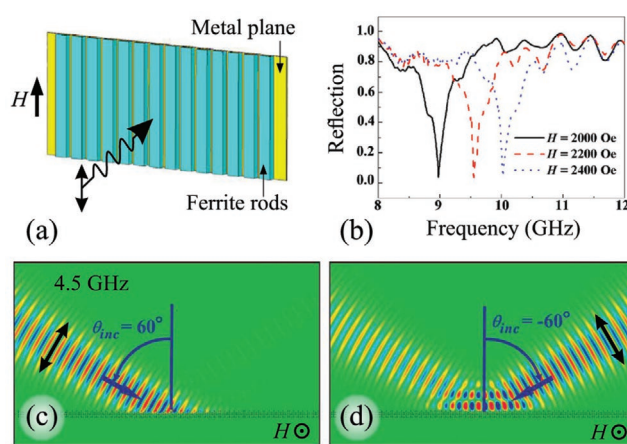 Metal plane
H
Ferrite rods
(a)
(b)
Reflection
1.0
0.8
0.6
0.4
0.2
0.0
H = 2000 Oe
H = 2200 Oe
H = 2400 Oe
8 9 10 11 12
Frequency (GHz)
4.5 GHz
θinc = 60°
(c)
H
θinc = -60°
(d)
H